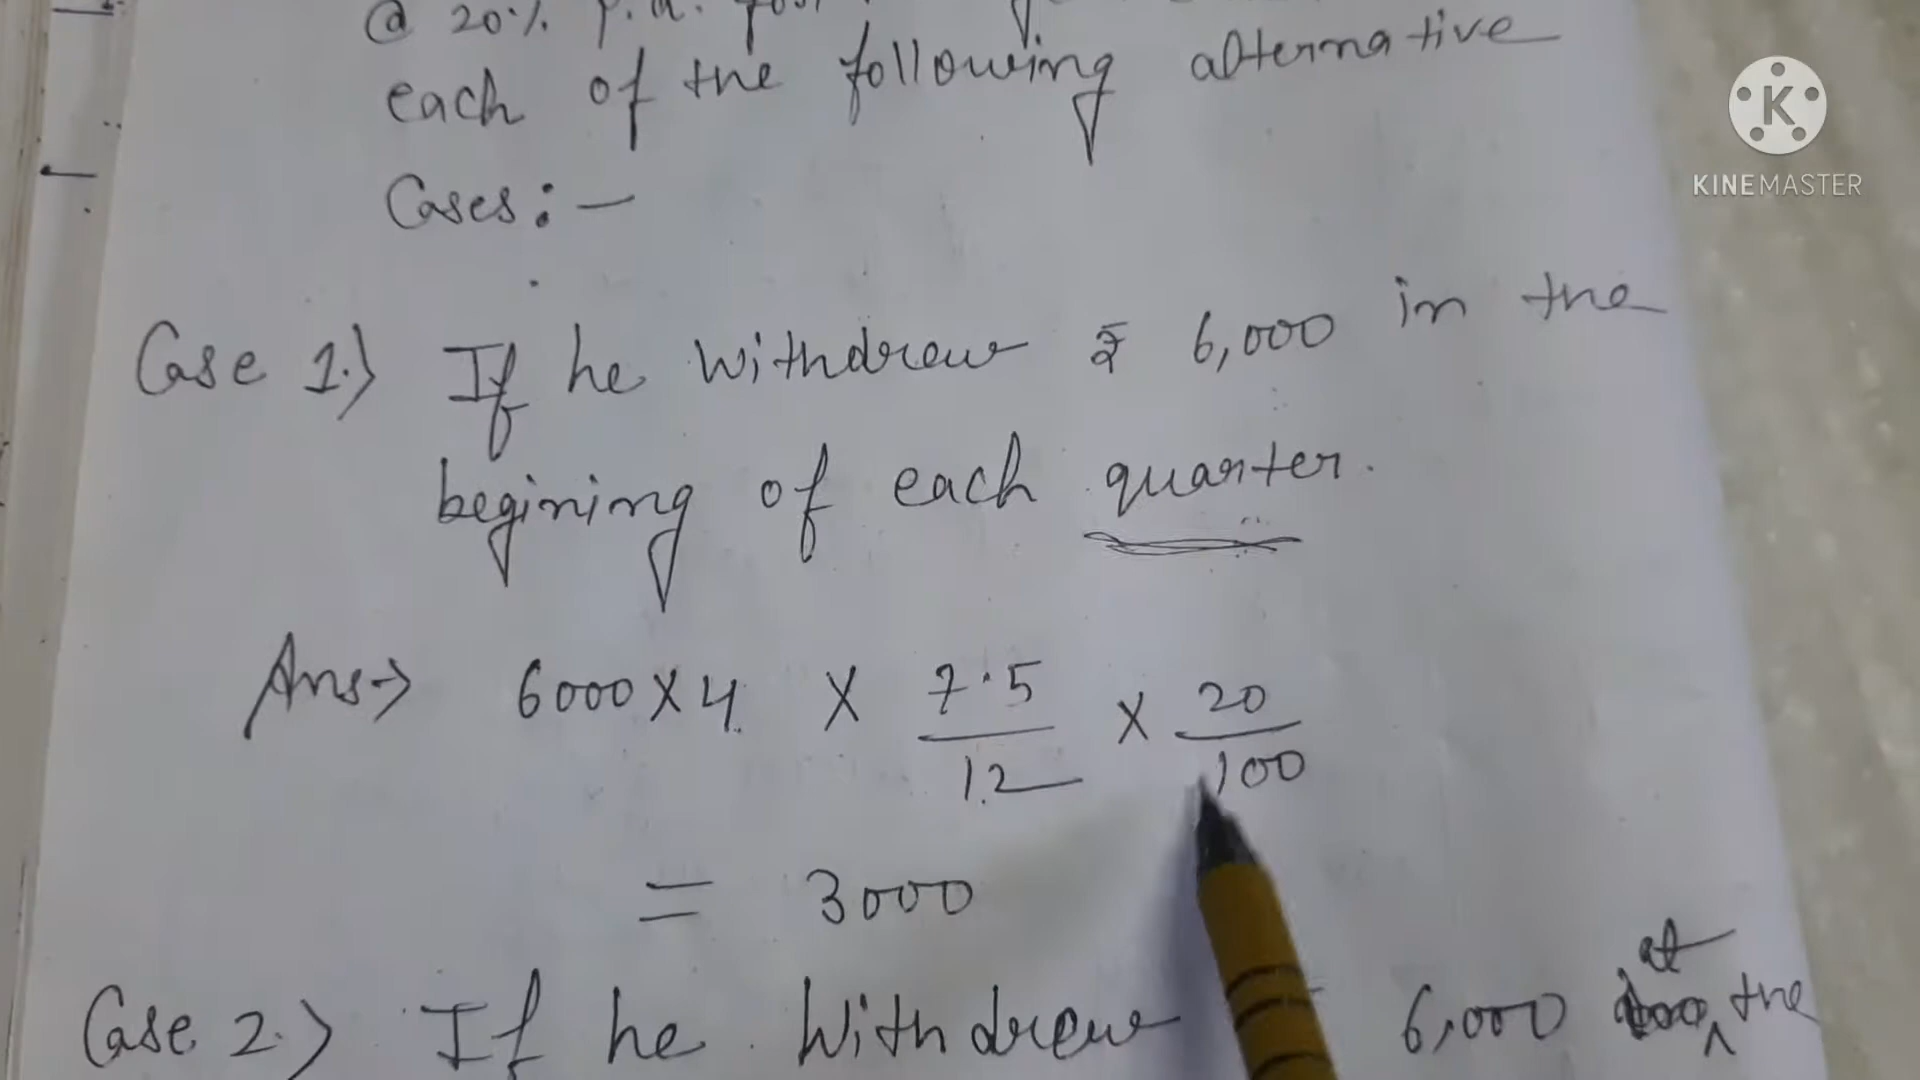 @ 20% p.a.
each of the following alternative
Cases:-
K
KINEMASTER
Case 1.) If he withdrew ₹ 6,000 in the
begining of each quarter.
Ans→ 6000 X 4 X 7.5/12 X 20/100
= 3000
at
Case 2.) If he withdrew 6,000 the